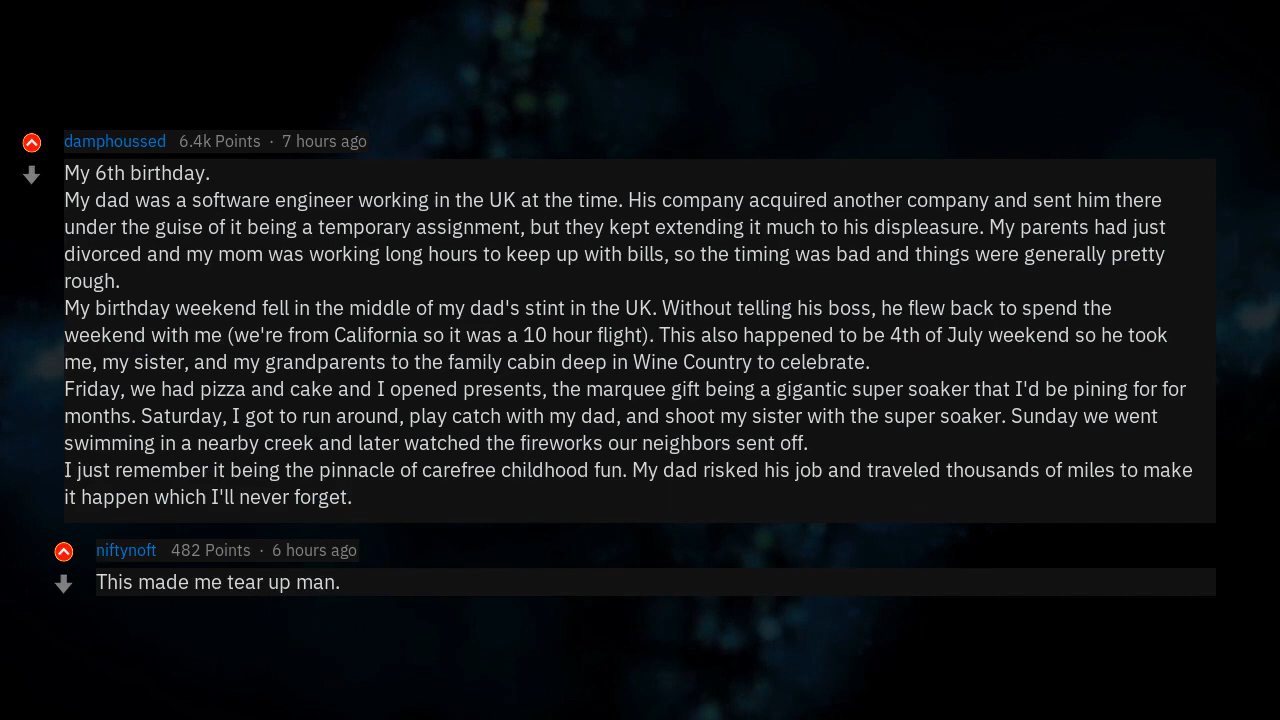 damphoussed 6.4k Points · 7 hours ago
My 6th birthday.
My dad was a software engineer working in the UK at the time. His company acquired another company and sent him there
under the guise of it being a temporary assignment, but they kept extending it much to his displeasure. My parents had just
divorced and my mom was working long hours to keep up with bills, so the timing was bad and things were generally pretty
rough.
My birthday weekend fell in the middle of my dad's stint in the UK. Without telling his boss, he flew back to spend the
weekend with me (we're from California so it was a 10 hour flight). This also happened to be 4th of July weekend so he took
me, my sister, and my grandparents to the family cabin deep in Wine Country to celebrate.
Friday, we had pizza and cake and I opened presents, the marquee gift being a gigantic super soaker that I'd be pining for for
months. Saturday, I got to run around, play catch with my dad, and shoot my sister with the super soaker. Sunday we went
swimming in a nearby creek and later watched the fireworks our neighbors sent off.
I just remember it being the pinnacle of carefree childhood fun. My dad risked his job and traveled thousands of miles to make
it happen which I'll never forget.
niftynoft 482 Points · 6 hours ago
This made me tear up man.